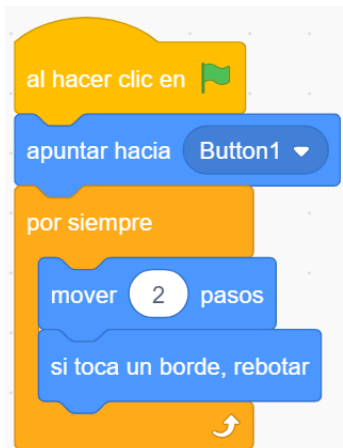 al hacer clic en
apuntar hacia Button1
por siempre
mover 2 pasos
si toca un borde, rebotar